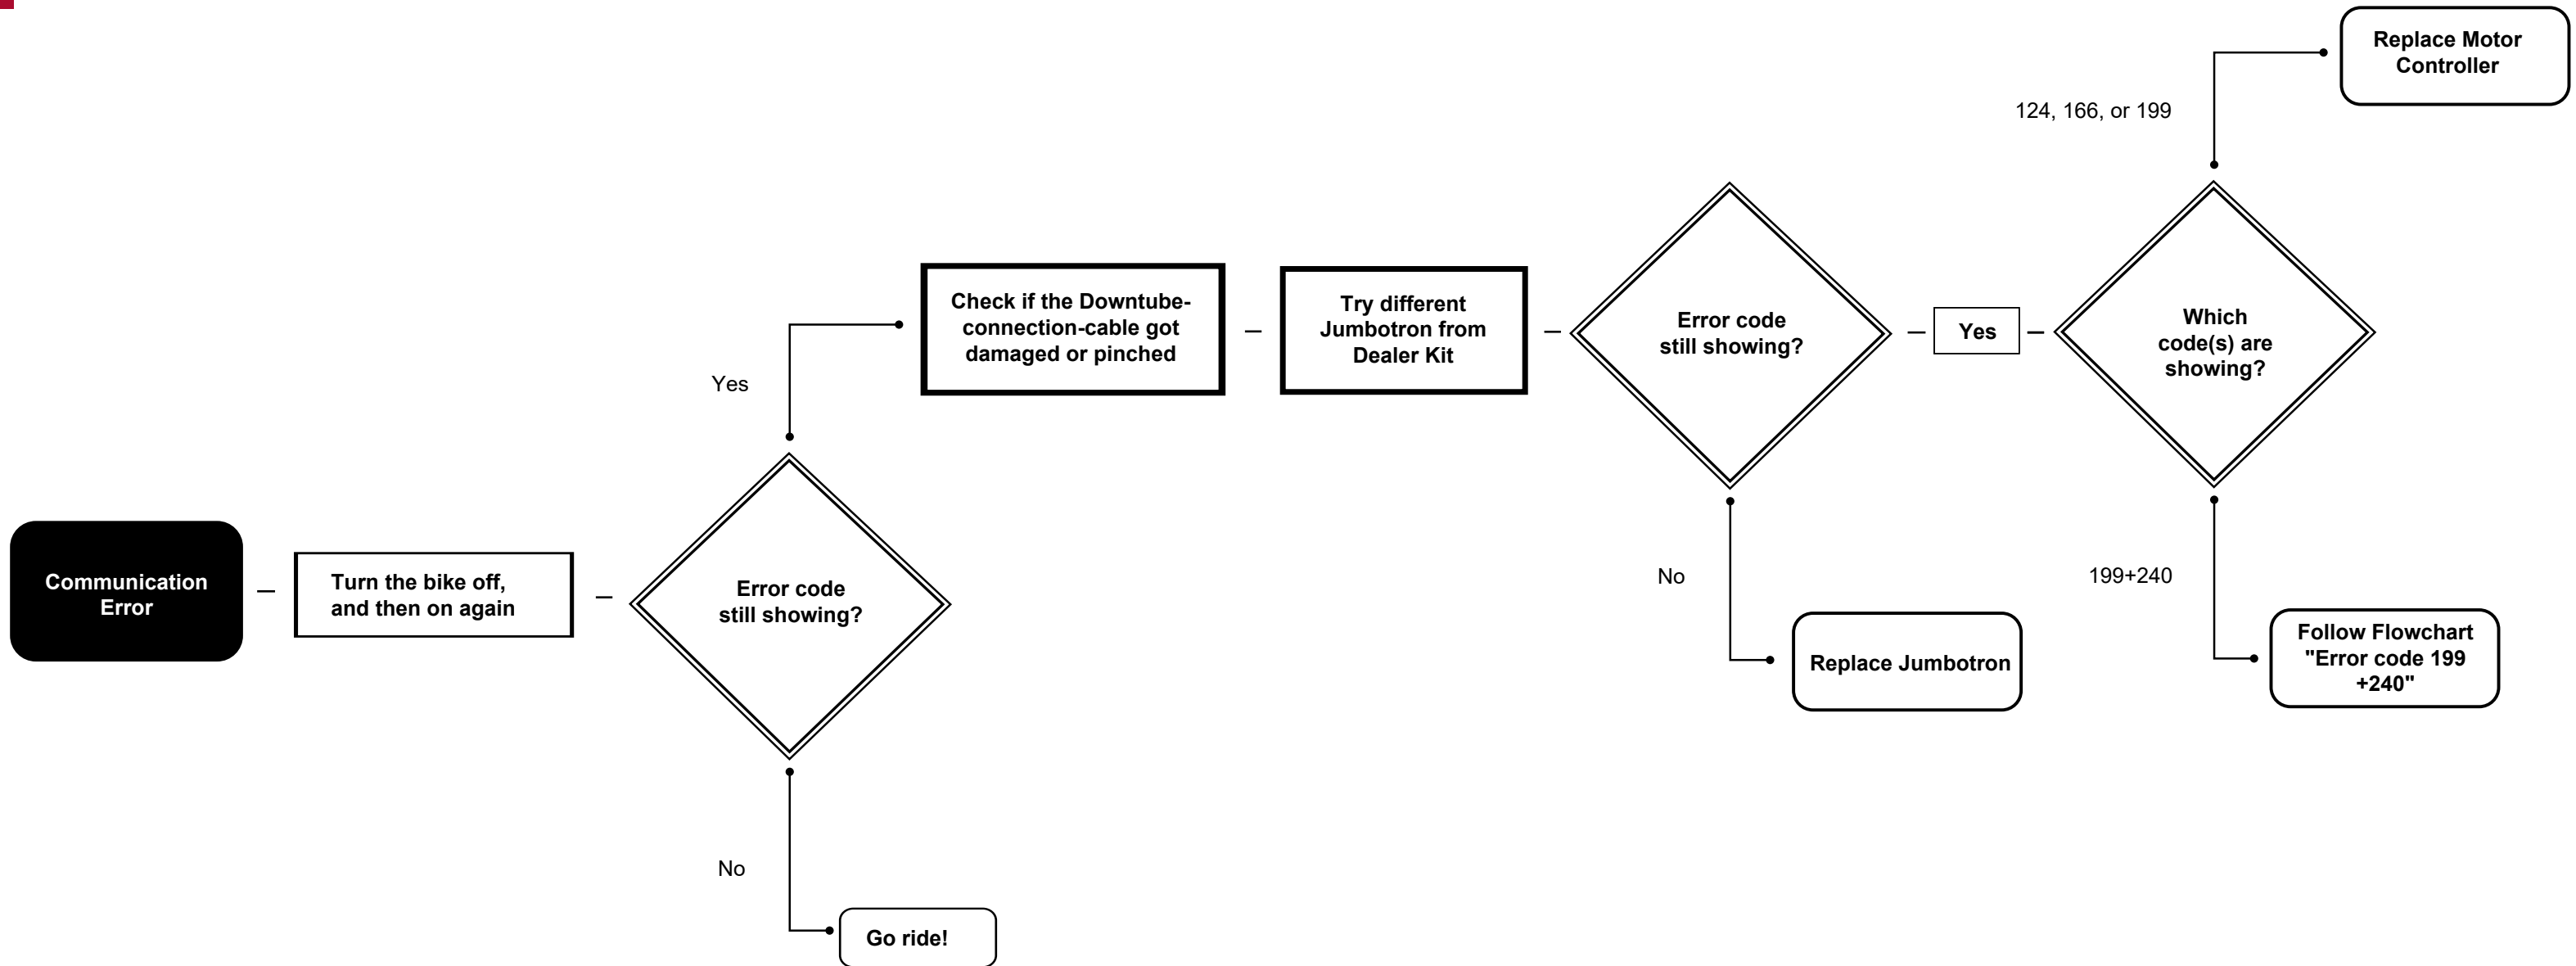 Communication
Error
Turn the bike off,
and then on again
Error code
still showing?
Yes
No
Go ride!
Check if the Downtube-
connection-cable got
damaged or pinched
Try different
Jumbotron from
Dealer Kit
Error code
still showing?
No
Replace Jumbotron
Yes
Which
code(s) are
showing?
124, 166, or 199
Replace Motor
Controller
199+240
Follow Flowchart
"Error code 199
+240"